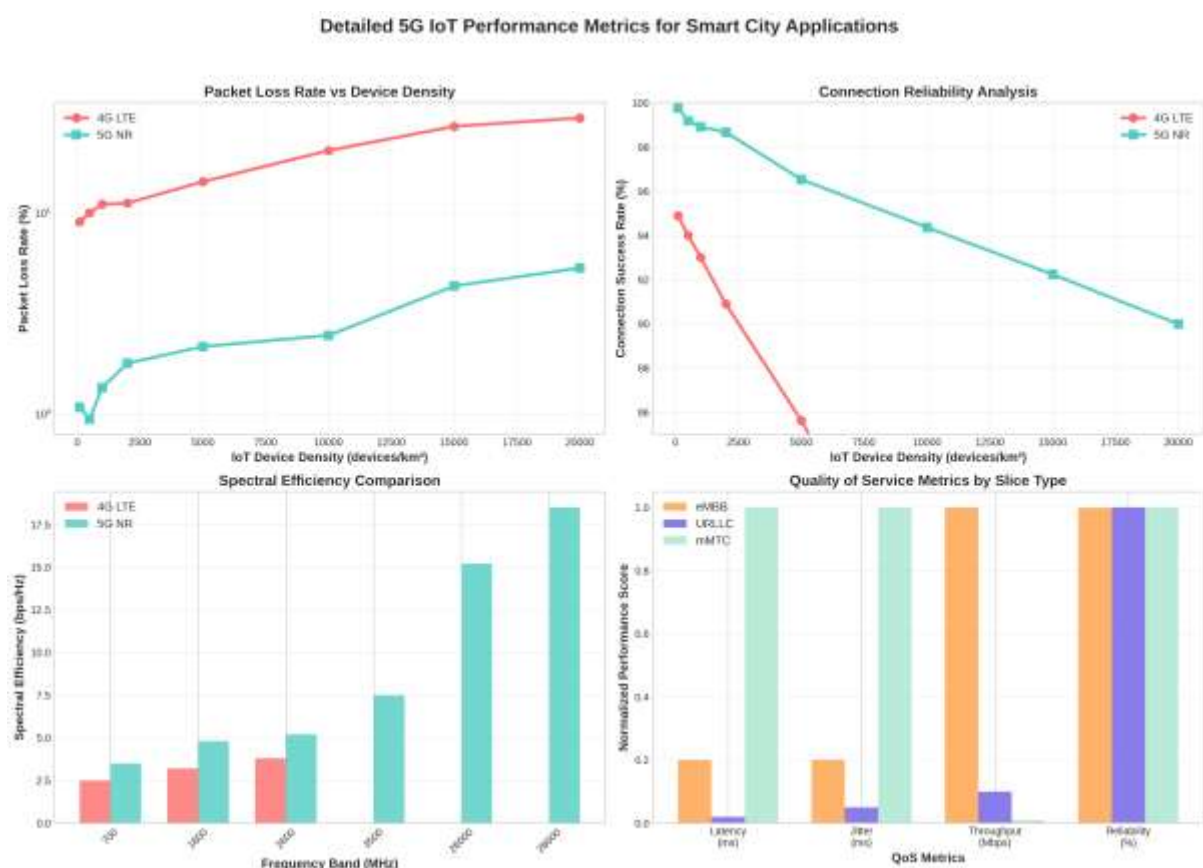 Detailed 5G IoT Performance Metrics for Smart City Applications
Packet Loss Rate vs Device Density
4G LTE
5G NR
Packet Loss Rate (%)
10¹
10⁰
0 2500 5000 7500 10000 12500 15000 17500 20000
IoT Device Density (devices/km²)
Connection Reliability Analysis
4G LTE
5G NR
Connection Success Rate (%)
100
98
96
94
92
90
88
86
0 2500 5000 7500 10000 12500 15000 17500 20000
IoT Device Density (devices/km²)
Spectral Efficiency Comparison
4G LTE
5G NR
Spectral Efficiency (bps/Hz)
17.5
15.0
12.5
10.0
7.5
5.0
2.5
0.0
700 1800 2600 3500 28000
Frequency Band (MHz)
Quality of Service Metrics by Slice Type
eMBB
URLLC
mMTC
Normalized Performance Score
1.0
0.8
0.6
0.4
0.2
0.0
Latency Jitter Throughput Reliability
(ms) (ms) (Mbps) (%)
QoS Metrics